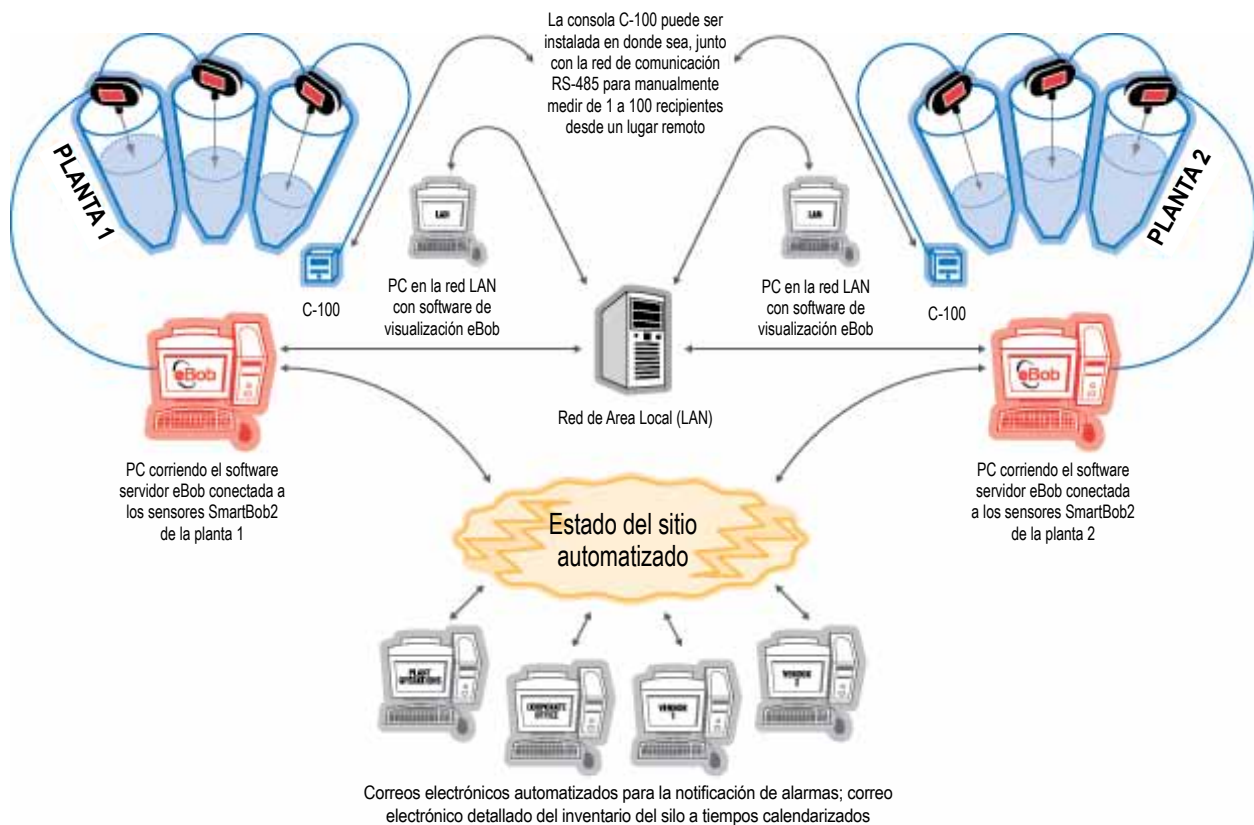 La consola C-100 puede ser
instalada en donde sea, junto
con la red de comunicación
RS-485 para manualmente
medir de 1 a 100 recipientes
desde un lugar remoto
PLANTA 1
PLANTA 2
LAN
LAN
C-100
PC en la red LAN
con software de
visualización eBob
PC en la red LAN
con software de
visualización eBob
C-100
eBob
eBob
Red de Area Local (LAN)
PC corriendo el software
servidor eBob conectada a
los sensores SmartBob2
de la planta 1
PC corriendo el software
servidor eBob conectada
a los sensores SmartBob2
de la planta 2
Estado del sitio
automatizado
PLANT
OPERATIONS
CORPORATE
OFFICE
VENDOR
1
VENDOR
2
Correos electrónicos automatizados para la notificación de alarmas; correo
electrónico detallado del inventario del silo a tiempos calendarizados